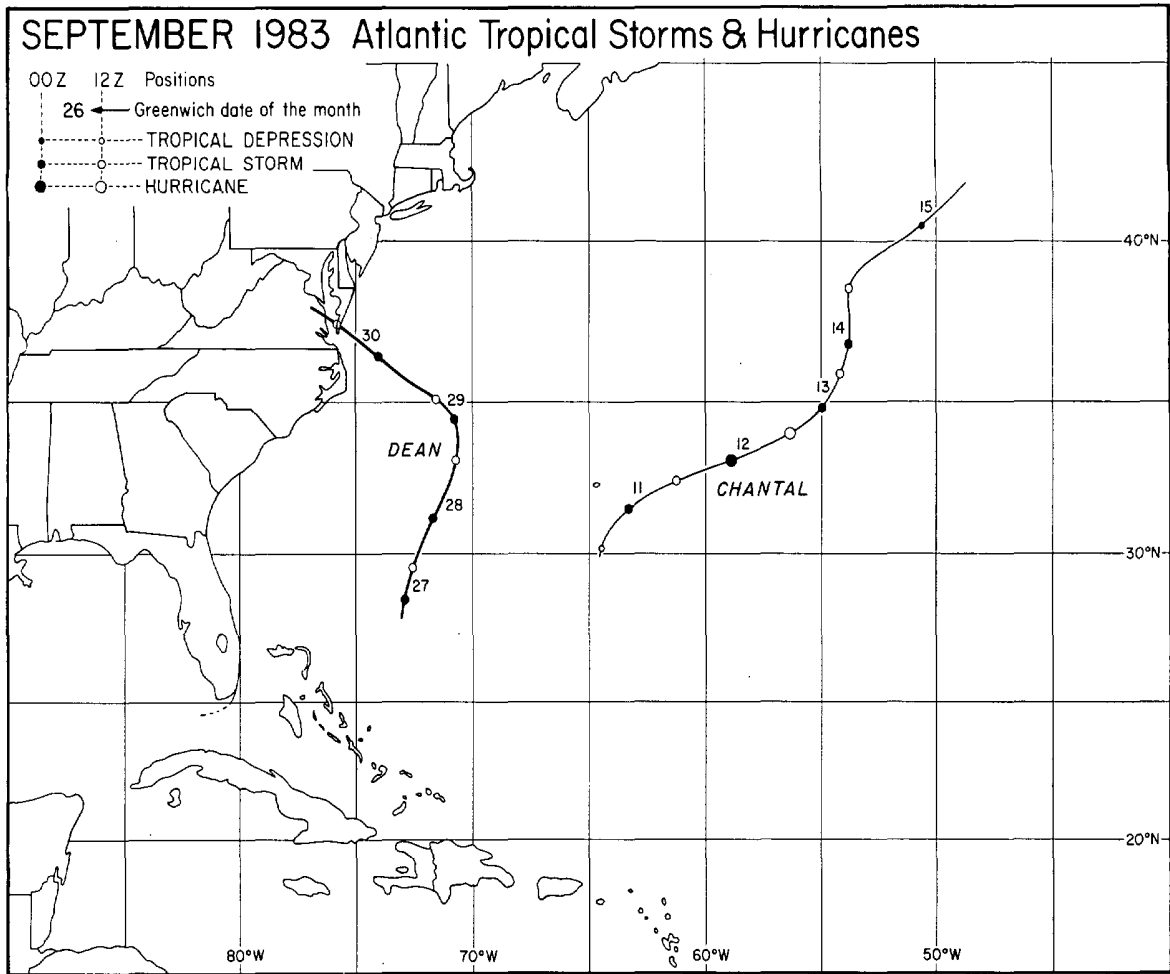 SEPTEMBER 1983 Atlantic Tropical Storms & Hurricanes
00Z 12Z Positions
26 Greenwich date of the month
TROPICAL DEPRESSION
TROPICAL STORM
HURRICANE
15
40°N
14
30
13
29
DEAN
12
CHANTAL
11
28
30°N
27
20°N
80°W 70°W 60°W 50°W